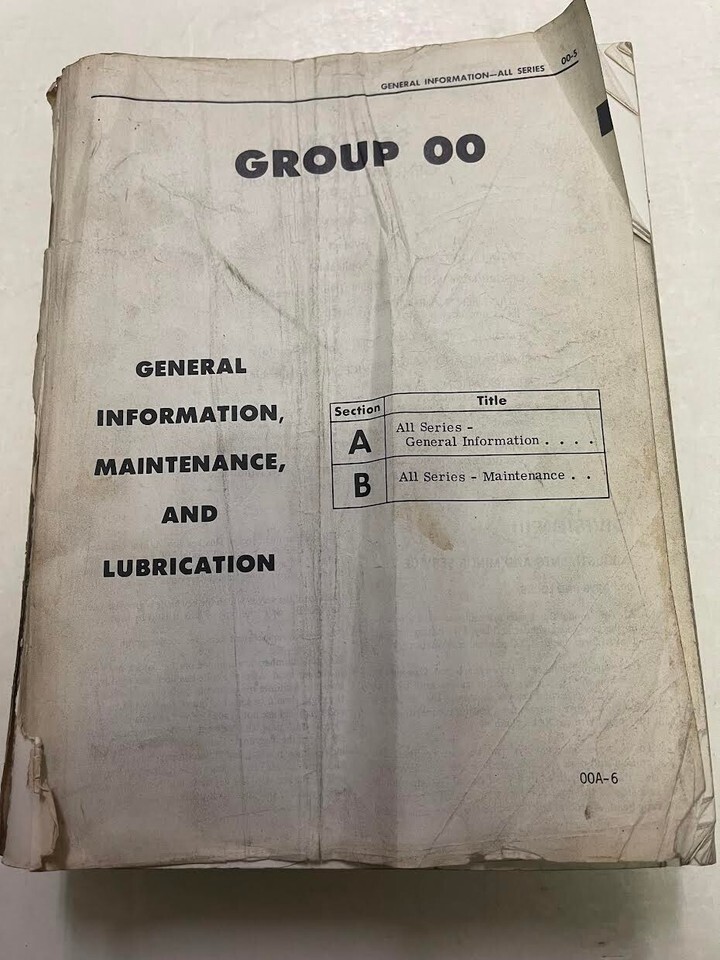 GENERAL INFORMATION—ALL SERIES 00-5
GROUP 00
GENERAL
INFORMATION,
MAINTENANCE,
AND
LUBRICATION
Section Title
A All Series -
General Information . . . .
B All Series - Maintenance . .
00A-6